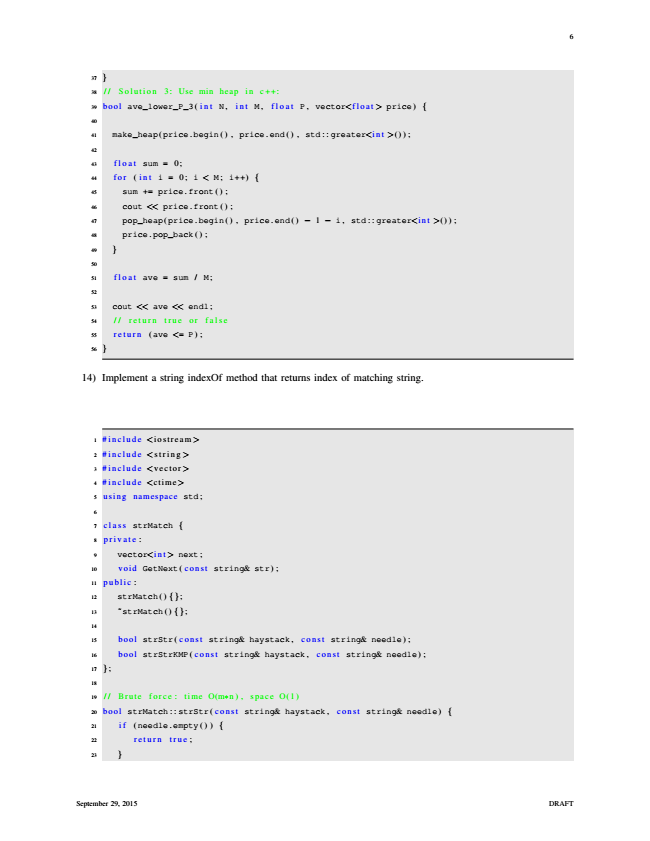 6
37 }
38 // Solution 3: Use min heap in c++:
39 bool ave_lower_P_3(int N, int M, float P, vector<float> price) {
40
41 make_heap(price.begin(), price.end(), std::greater<int>());
42
43 float sum = 0;
44 for (int i = 0; i < M; i++) {
45 sum += price.front();
46 cout << price.front();
47 pop_heap(price.begin(), price.end() - 1 - i, std::greater<int>());
48 price.pop_back();
49 }
50
51 float ave = sum / M;
52
53 cout << ave << endl;
54 // return true or false
55 return (ave <= P);
56 }
14) Implement a string indexOf method that returns index of matching string.
1 #include <iostream>
2 #include <string>
3 #include <vector>
4 #include <ctime>
5 using namespace std;
6
7 class strMatch {
8 private:
9 vector<int> next;
10 void GetNext(const string& str);
11 public:
12 strMatch(){};
13 ~strMatch(){};
14
15 bool strStr(const string& haystack, const string& needle);
16 bool strStrKMP(const string& haystack, const string& needle);
17 };
18
19 // Brute force: time O(m*n), space O(1)
20 bool strMatch::strStr(const string& haystack, const string& needle) {
21 if (needle.empty()) {
22 return true;
23 }
September 29, 2015
DRAFT